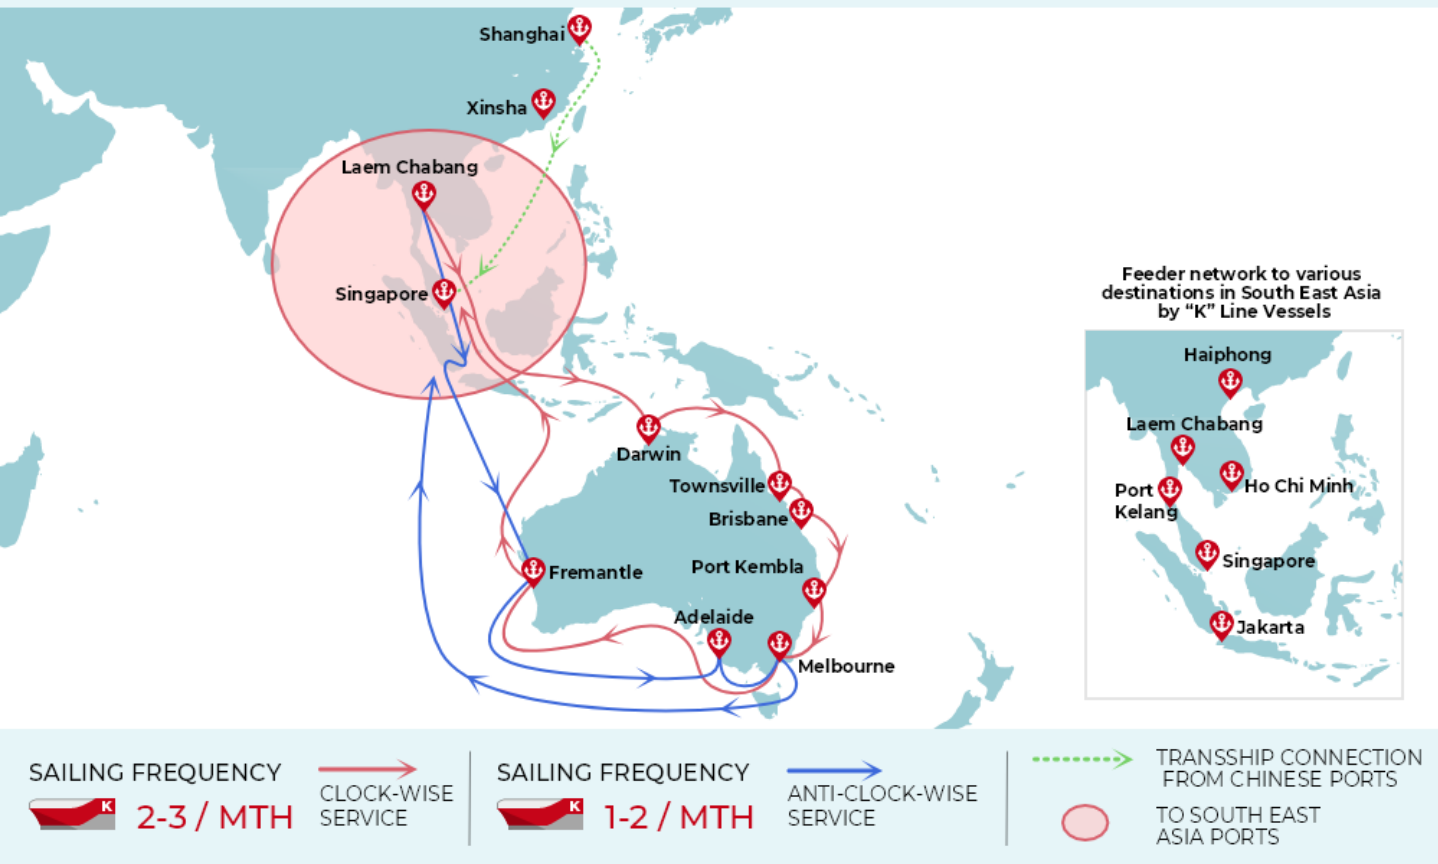 Shanghai
Xinsha
Laem Chabang
Singapore
Darwin
Townsville
Brisbane
Fremantle
Port Kembla
Adelaide
Melbourne
Feeder network to various
destinations in South East Asia
by “K” Line Vessels
Haiphong
Laem Chabang
Port
Kelang
Ho Chi Minh
Singapore
Jakarta
SAILING FREQUENCY
K
2-3 / MTH
CLOCK-WISE
SERVICE
SAILING FREQUENCY
K
1-2 / MTH
ANTI-CLOCK-WISE
SERVICE
TRANSSHIP CONNECTION
FROM CHINESE PORTS
TO SOUTH EAST
ASIA PORTS